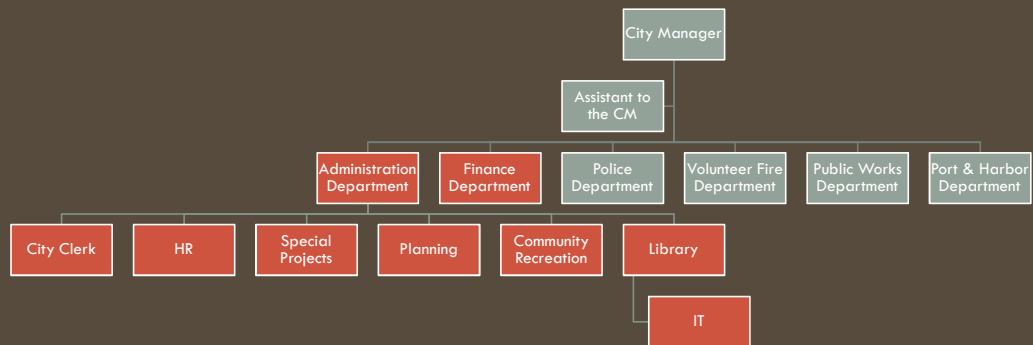 City Manager
Assistant to
the CM
Administration
Department
Finance
Department
Police
Department
Volunteer Fire
Department
Public Works
Department
Port & Harbor
Department
City Clerk
HR
Special
Projects
Planning
Community
Recreation
Library
IT